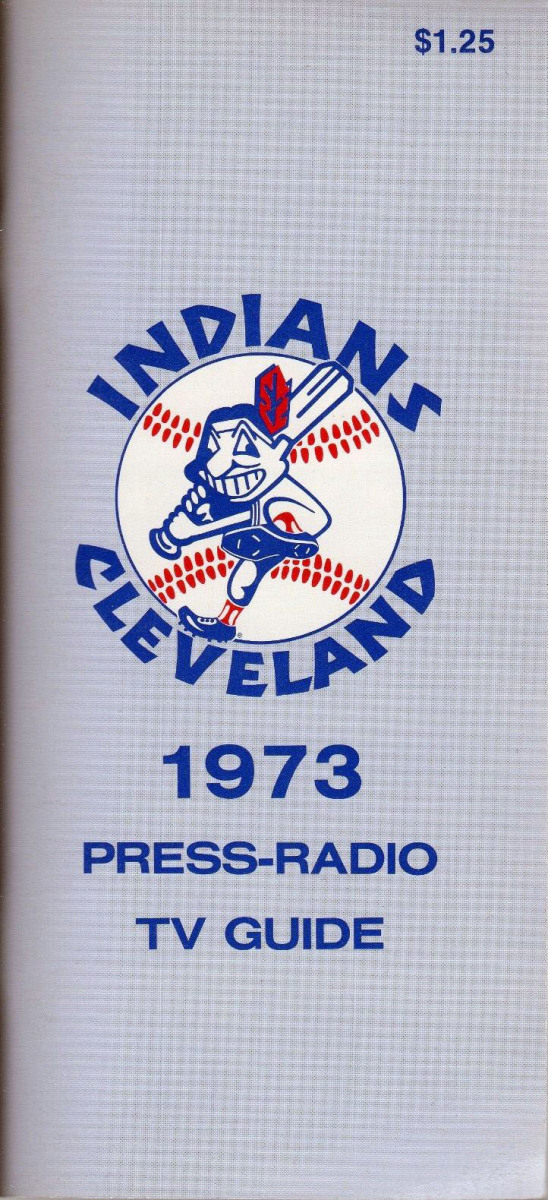 $1.25
INDIANS
CLEVELAND
1973
PRESS-RADIO
TV GUIDE